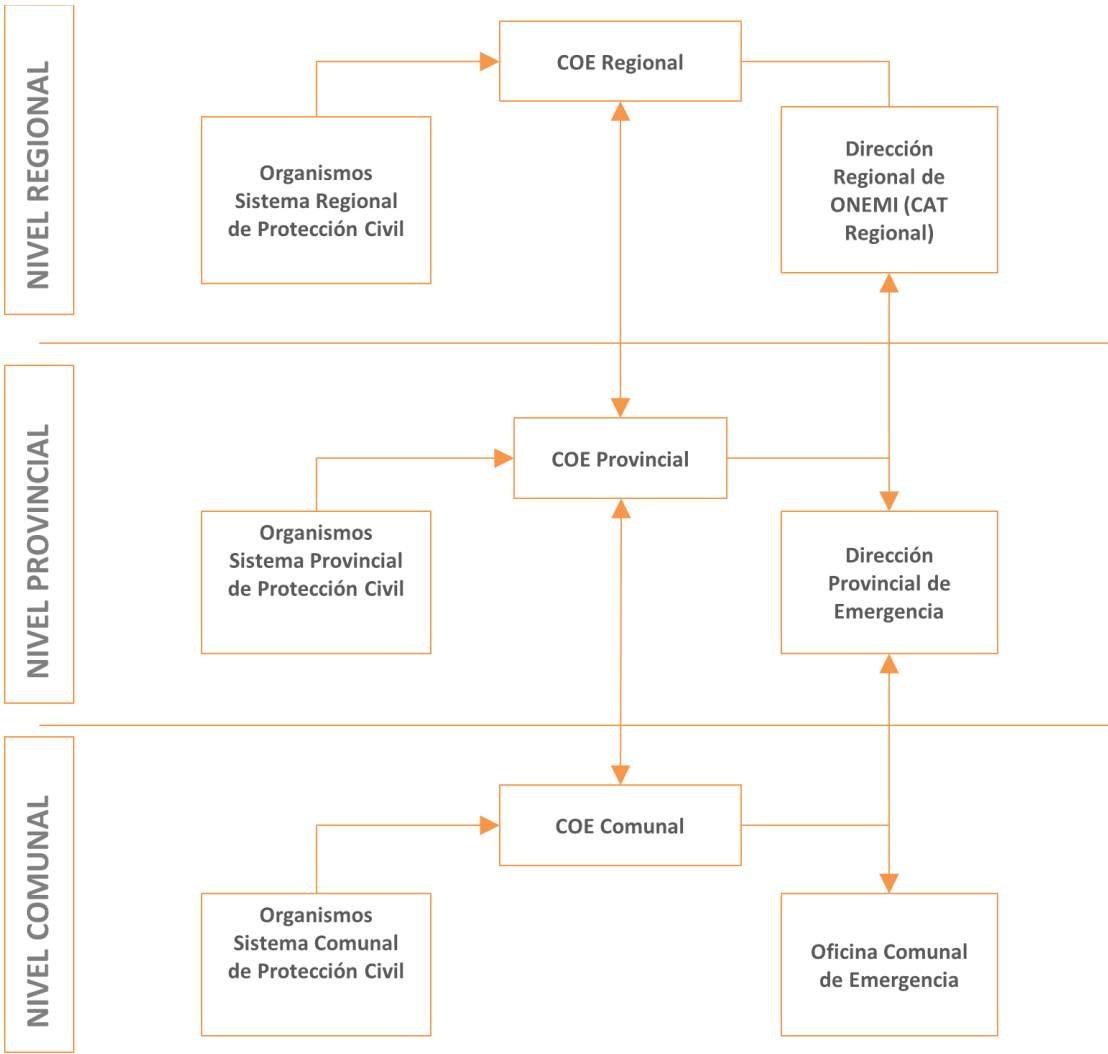 NIVEL REGIONAL
COE Regional
Organismos
Sistema Regional
de Protección Civil
Dirección
Regional de
ONEMI (CAT
Regional)
NIVEL PROVINCIAL
COE Provincial
Organismos
Sistema Provincial
de Protección Civil
Dirección
Provincial de
Emergencia
NIVEL COMUNAL
COE Comunal
Organismos
Sistema Comunal
de Protección Civil
Oficina Comunal
de Emergencia